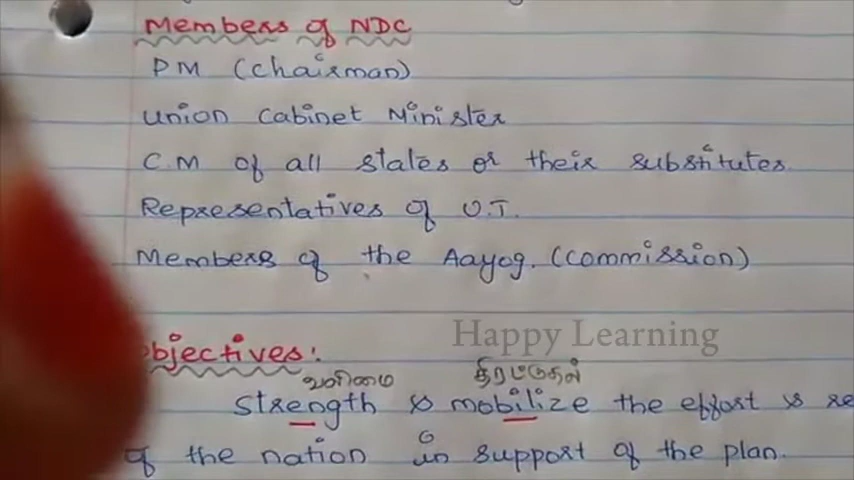 Members of NDC
PM (Chairman)
Union Cabinet Minister
C.M of all states or their substitutes.
Representatives of U.T.
Members of the Aayog. (Commission)
Happy Learning
Objectives:
வலிமை திரட்டுதல்
Strength & mobilize the effort &
of the nation in support of the plan.